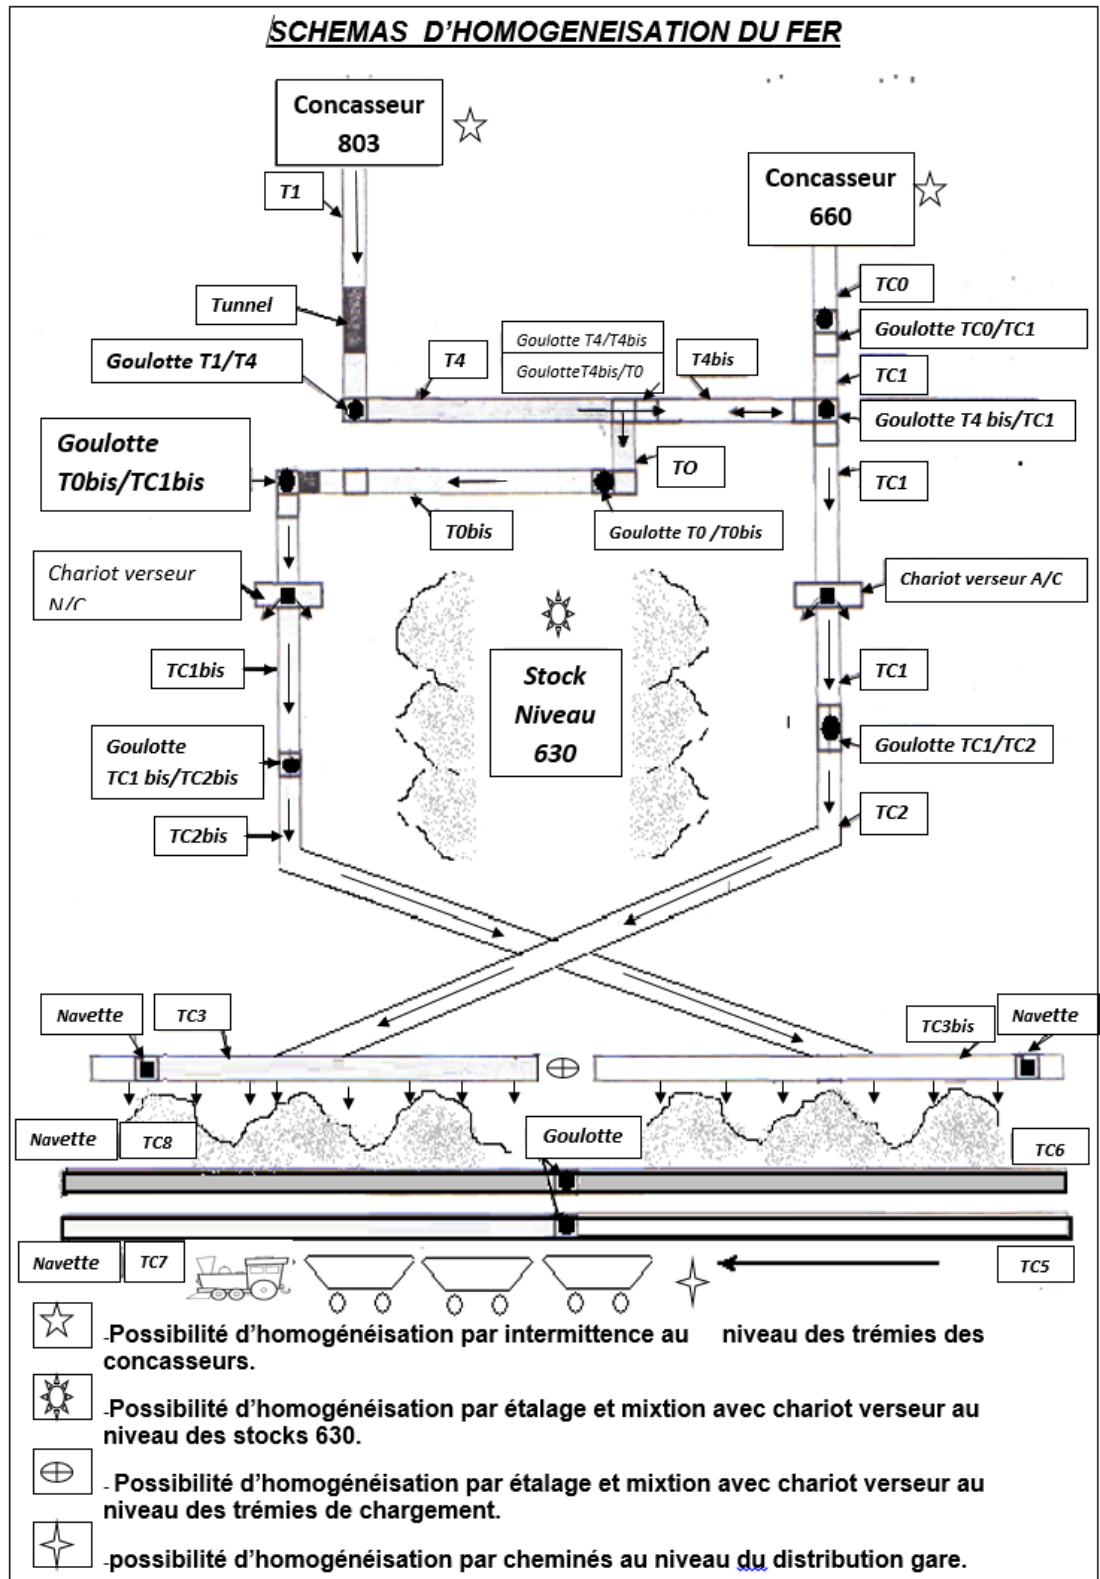 SCHEMAS D'HOMOGENEISATION DU FER
Concasseur
803
Concasseur
660
T1
TC0
Tunnel
Goulotte TC0/TC1
Goulotte T4/T4bis
GoulotteT4bis/T0
Goulotte T1/T4
T4
T4bis
TC1
Goulotte T4 bis/TC1
Goulotte
T0bis/TC1bis
TO
TC1
T0bis
Goulotte T0 /T0bis
Chariot verseur
N/C
Chariot verseur A/C
Stock
Niveau
630
TC1bis
TC1
Goulotte
TC1 bis/TC2bis
Goulotte TC1/TC2
TC2bis
TC2
Navette
TC3
TC3bis
Navette
Navette
TC8
Goulotte
TC6
Navette
TC7
TC5
-Possibilité d'homogénéisation par intermittence au niveau des trémies des
concasseurs.
-Possibilité d'homogénéisation par étalage et mixtion avec chariot verseur au
niveau des stocks 630.
- Possibilité d'homogénéisation par étalage et mixtion avec chariot verseur au
niveau des trémies de chargement.
-possibilité d'homogénéisation par cheminés au niveau du distribution gare.